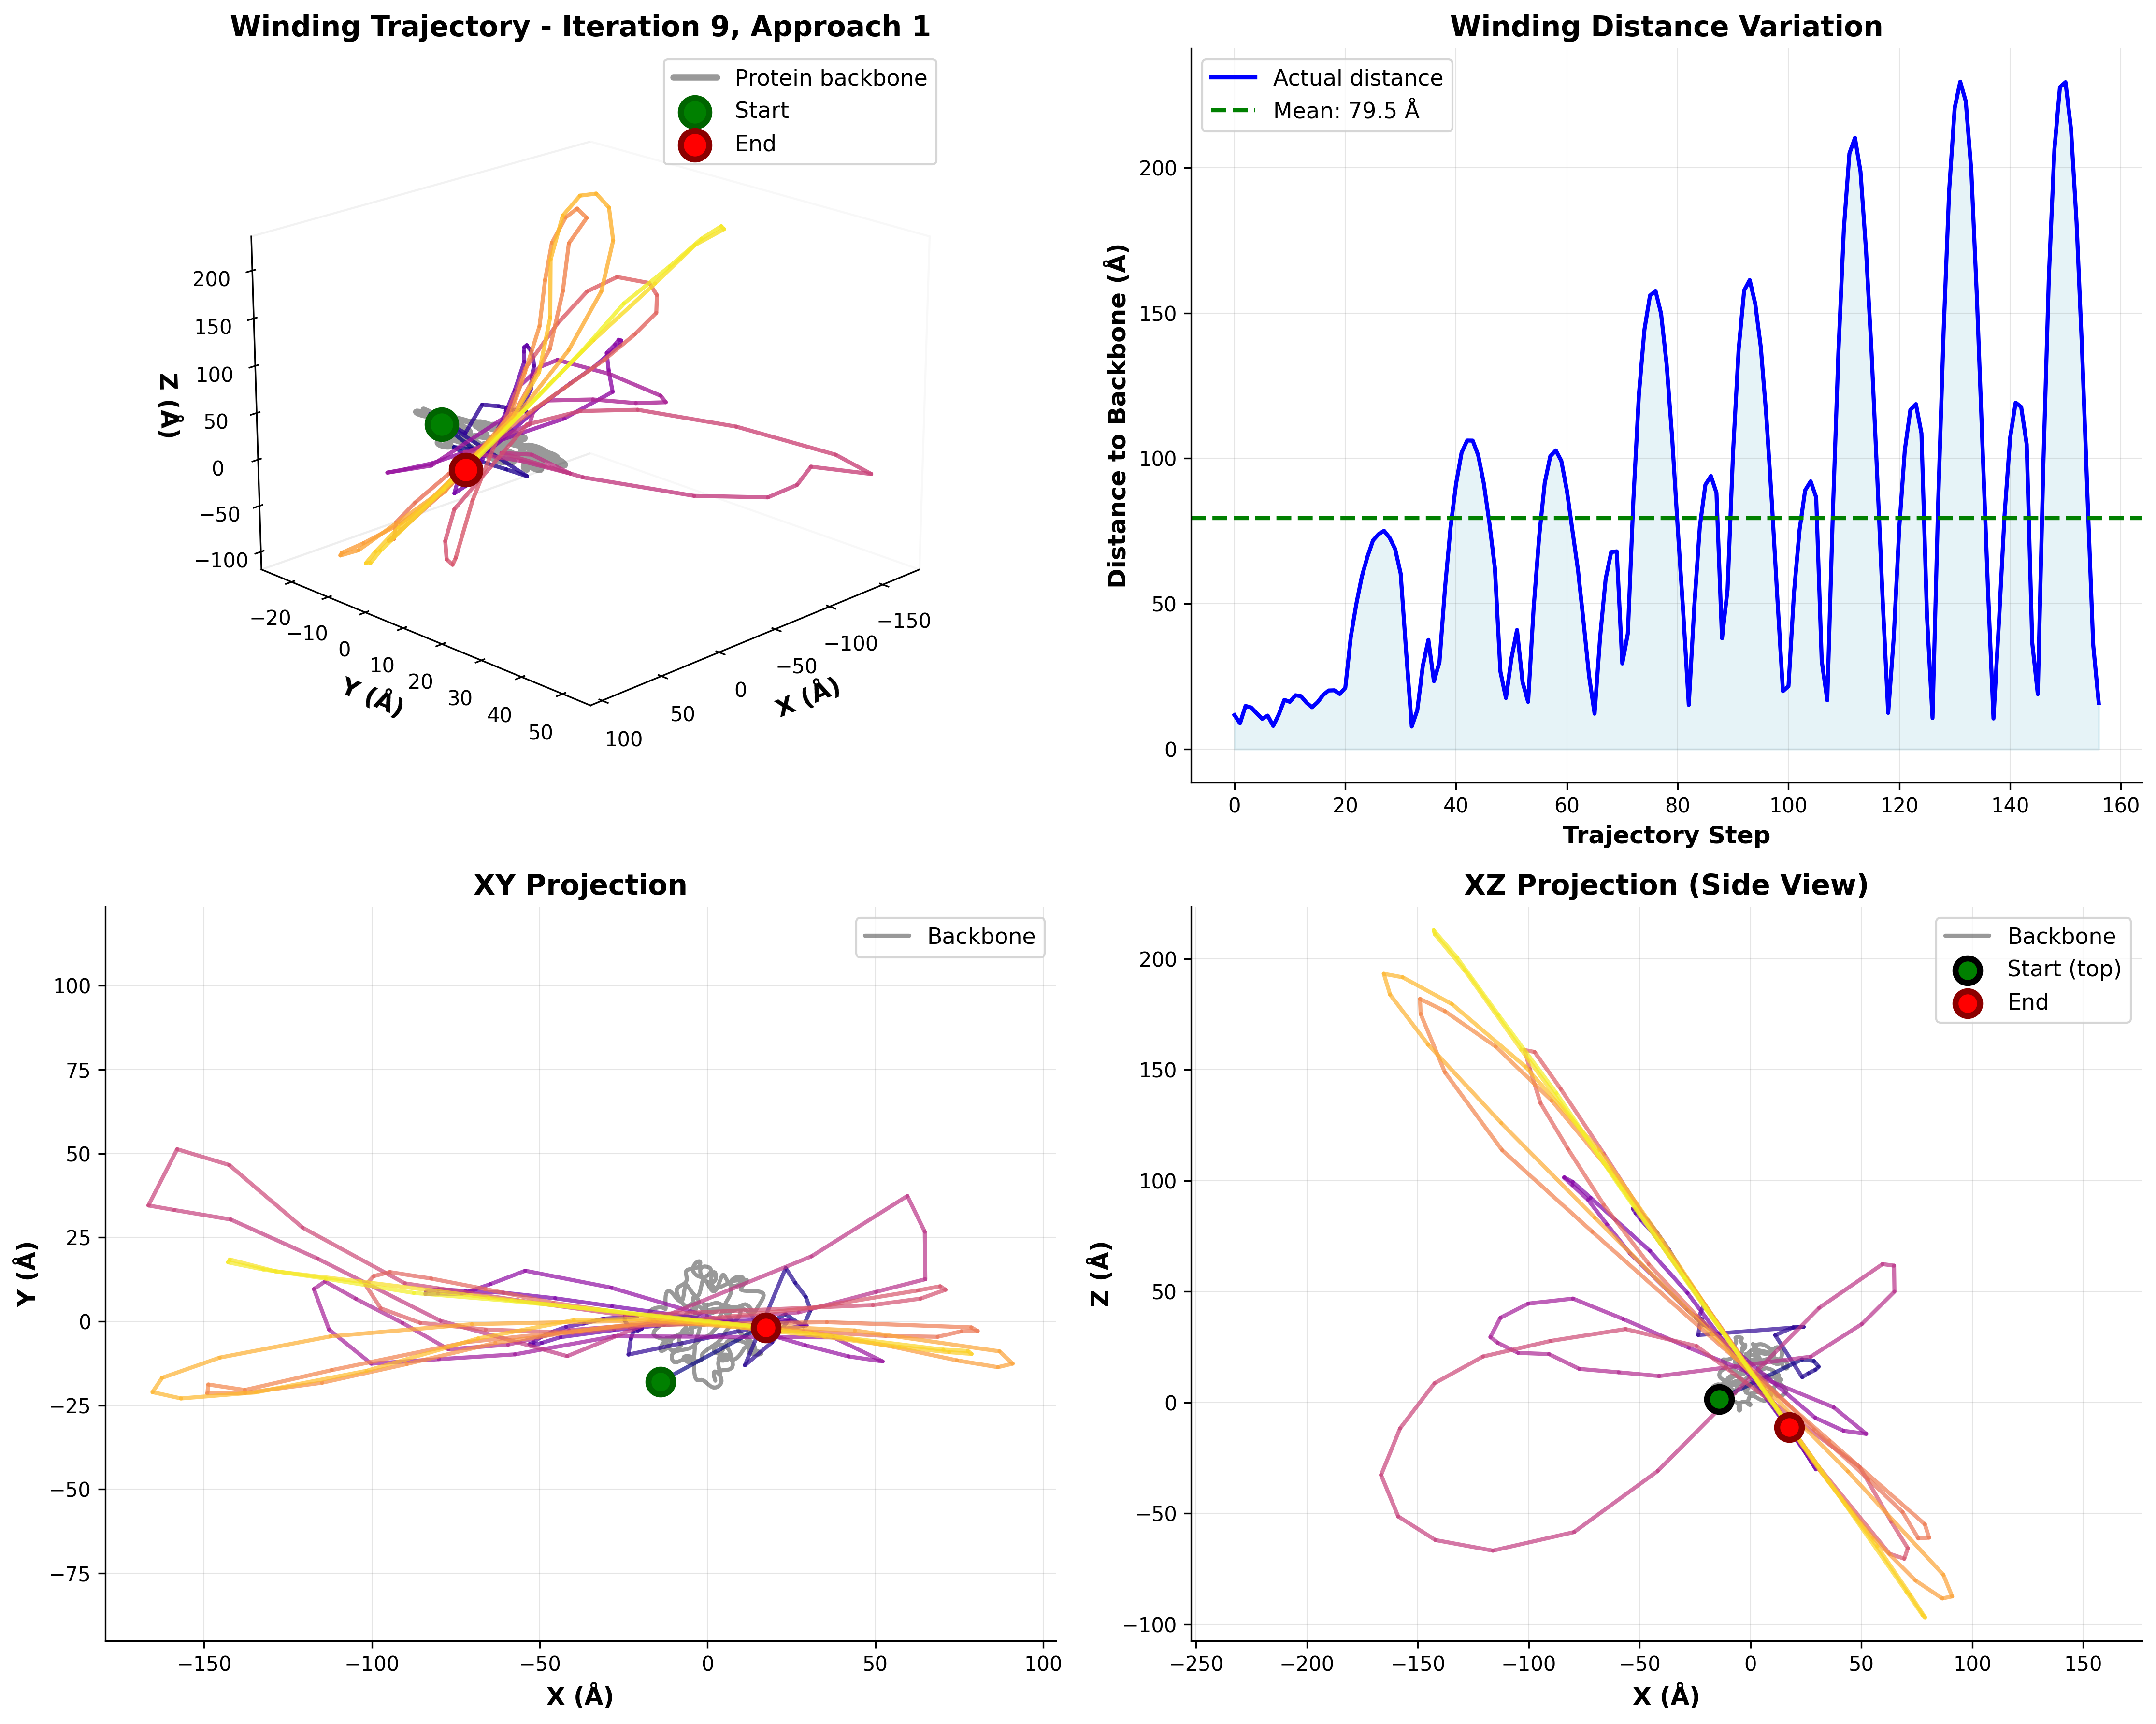 Winding Trajectory - Iteration 9, Approach 1
Protein backbone
Start
End
200
150
100
50
0
−50
−100
Z (Å)
−20
−10
0
10
20
30
40
50
Y (Å)
−150
−100
−50
0
50
100
X (Å)
Winding Distance Variation
Actual distance
Mean: 79.5 Å
200
150
100
50
0
Distance to Backbone (Å)
0 20 40 60 80 100 120 140 160
Trajectory Step
XY Projection
Backbone
100
75
50
25
0
−25
−50
−75
Y (Å)
−150 −100 −50 0 50 100
X (Å)
XZ Projection (Side View)
Backbone
Start (top)
End
200
150
100
50
0
−50
−100
Z (Å)
−250 −200 −150 −100 −50 0 50 100 150
X (Å)